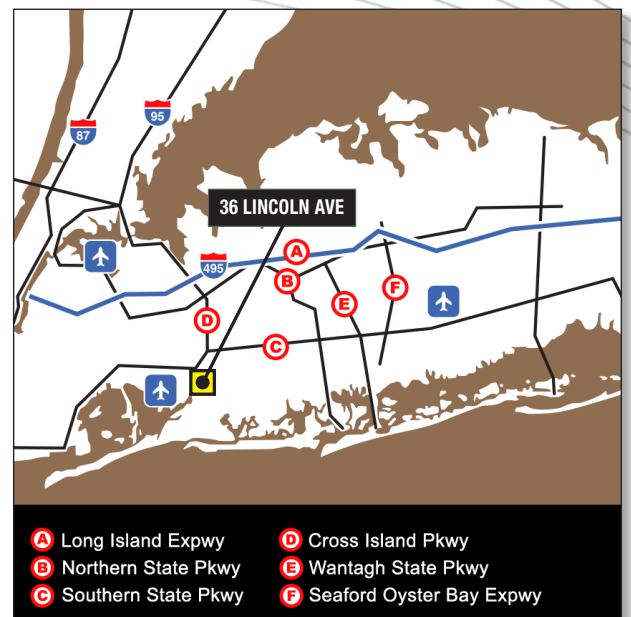 95
87
36 LINCOLN AVE
495
A
B
E
F
D
C
A Long Island Expwy
B Northern State Pkwy
C Southern State Pkwy
D Cross Island Pkwy
E Wantagh State Pkwy
F Seaford Oyster Bay Expwy